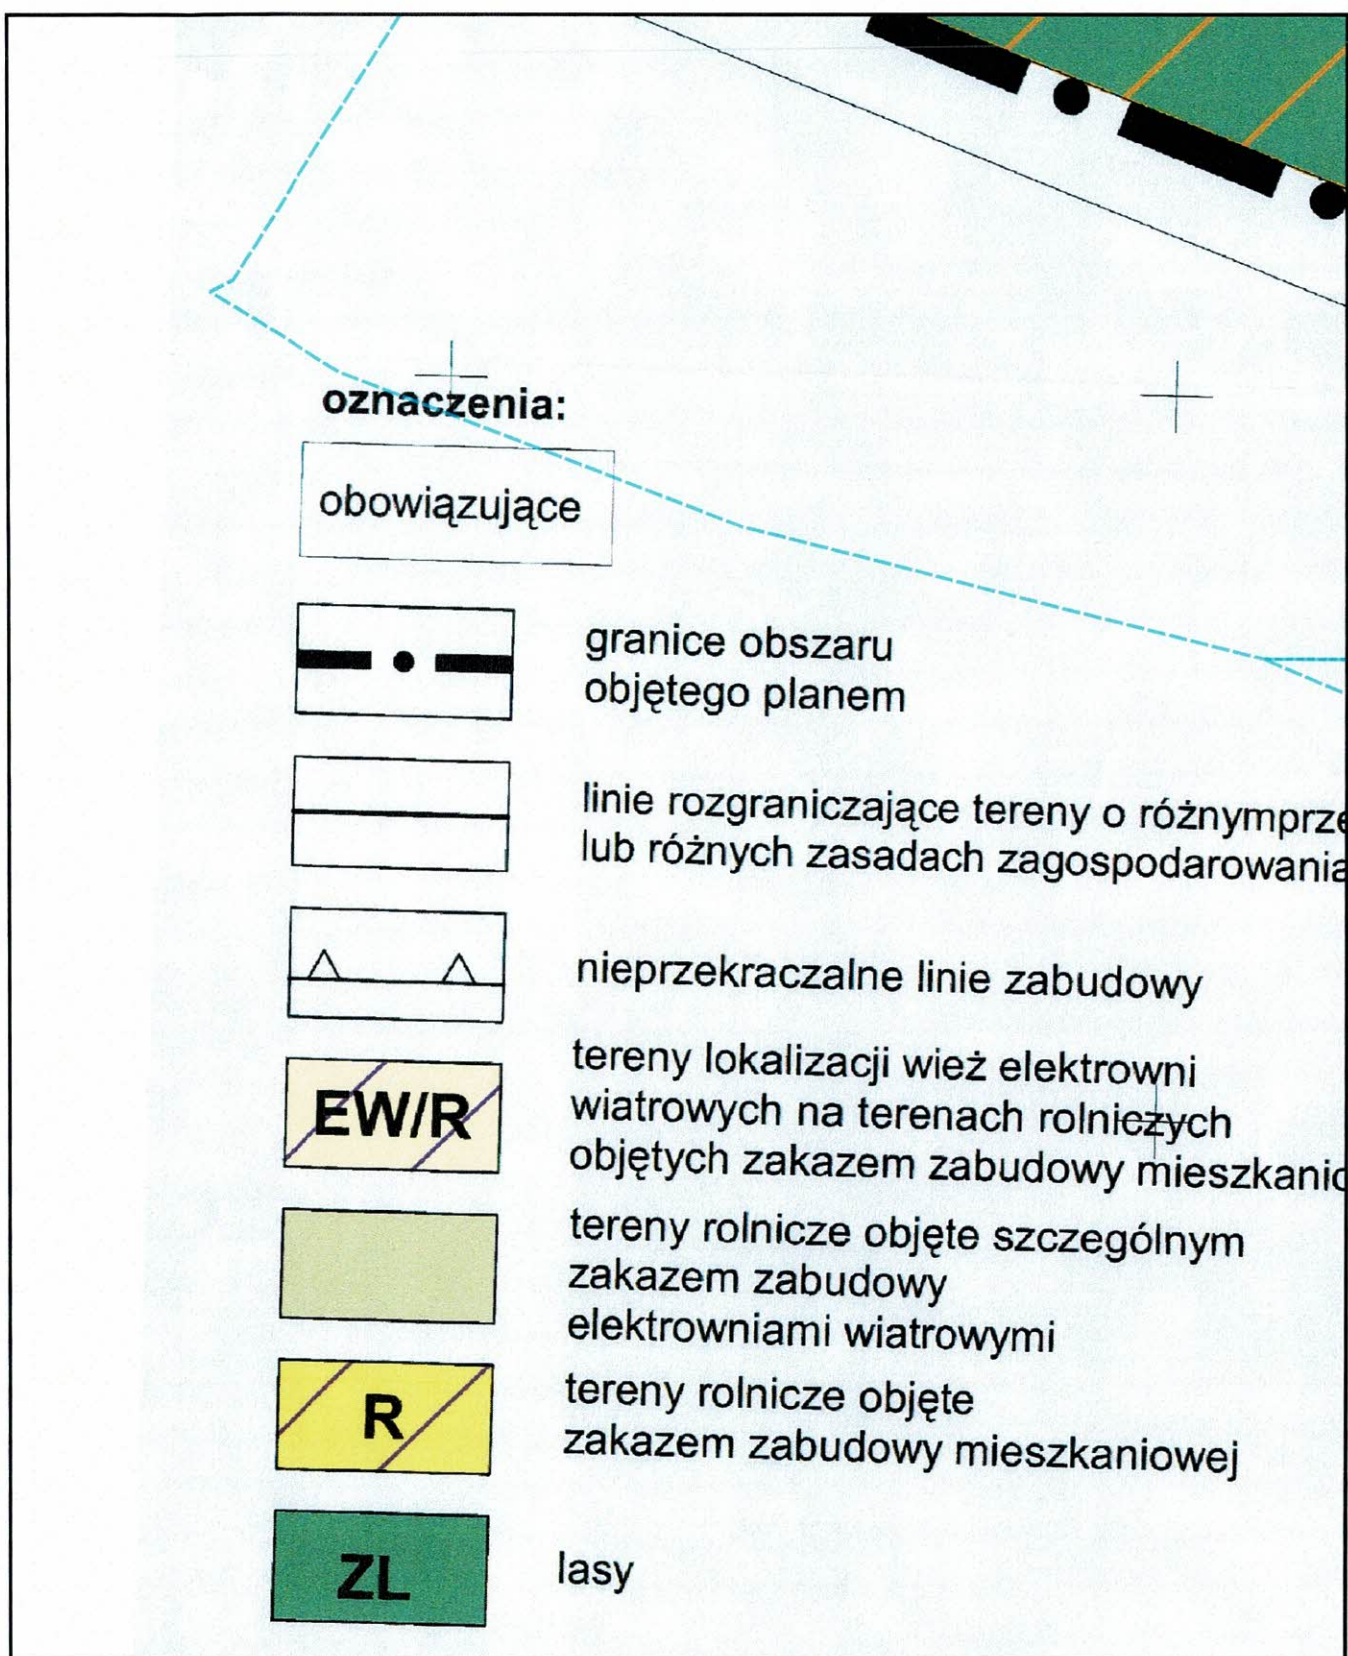 oznaczenia:
obowiązujące
granice obszaru
objętego planem
linie rozgraniczające tereny o różnymprze
lub różnych zasadach zagospodarowania
nieprzekraczalne linie zabudowy
EW/R
tereny lokalizacji wież elektrowni
wiatrowych na terenach rolniczych
objętych zakazem zabudowy mieszkanio
tereny rolnicze objęte szczególnym
zakazem zabudowy
elektrowniami wiatrowymi
R
tereny rolnicze objęte
zakazem zabudowy mieszkaniowej
ZL
lasy